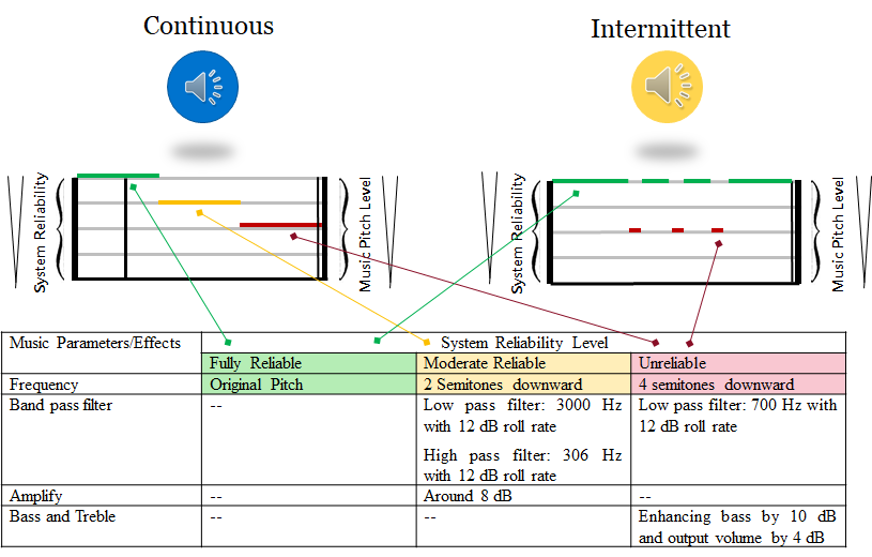 Continuous
Intermittent
System Reliability
Music Pitch Level
System Reliability
Music Pitch Level
Music Parameters/Effects
System Reliability Level
Fully Reliable
Moderate Reliable
Unreliable
Frequency
Original Pitch
2 Semitones downward
4 semitones downward
Band pass filter
--
Low pass filter: 3000 Hz
with 12 dB roll rate
High pass filter: 306 Hz
with 12 dB roll rate
Low pass filter: 700 Hz with
12 dB roll rate
Amplify
--
Around 8 dB
--
Bass and Treble
--
--
Enhancing bass by 10 dB
and output volume by 4 dB